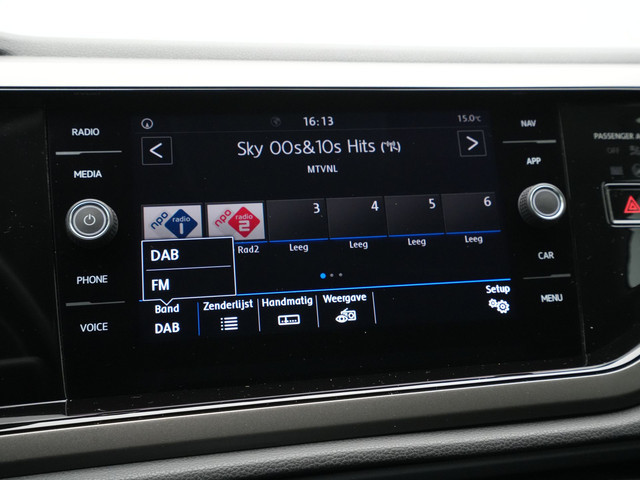 RADIO
MEDIA
PHONE
VOICE
16:13
15.0°C
Sky 00s&10s Hits
MTVNL
npo radio 1
npo radio 2
3
4
5
6
Rad2
Leeg
Leeg
Leeg
Leeg
DAB
FM
Band
DAB
Zenderlijst
Handmatig
Weergave
Setup
NAV
APP
CAR
MENU
PASSENGER